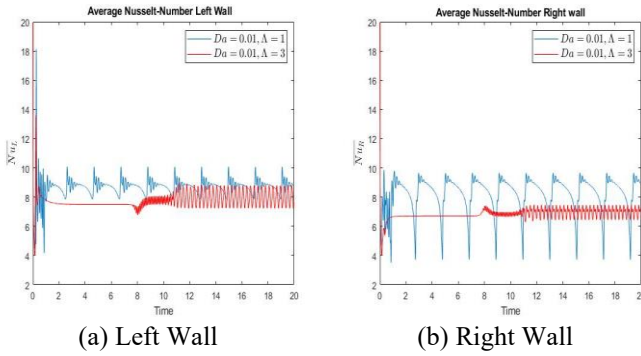 Average Nusselt-Number Left Wall
Da = 0.01, Λ = 1
Da = 0.01, Λ = 3
20
18
16
14
12
10
8
6
4
2
0 2 4 6 8 10 12 14 16 18 20
Time
Nu_L
(a) Left Wall
Average Nusselt-Number Right wall
Da = 0.01, Λ = 1
Da = 0.01, Λ = 3
20
18
16
14
12
10
8
6
4
2
0 2 4 6 8 10 12 14 16 18 20
Time
Nu_R
(b) Right Wall